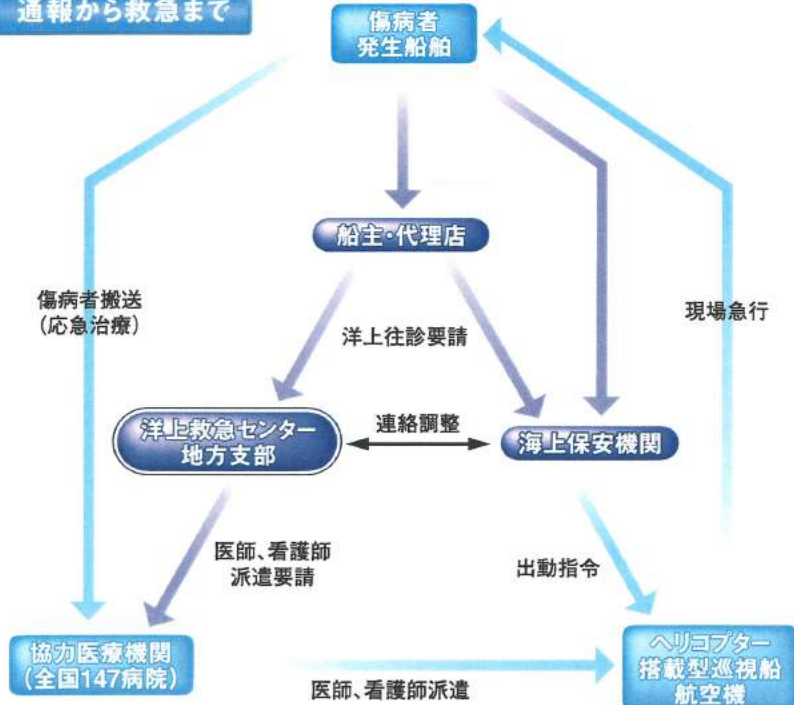 通報から救急まで
傷病者
発生船舶
船主・代理店
傷病者搬送
(応急治療)
現場急行
洋上往診要請
洋上救急センター
地方支部
連絡調整
海上保安機関
医師、看護師
派遣要請
出動指令
協力医療機関
(全国147病院)
医師、看護師派遣
ヘリコプター
搭載型巡視船
航空機